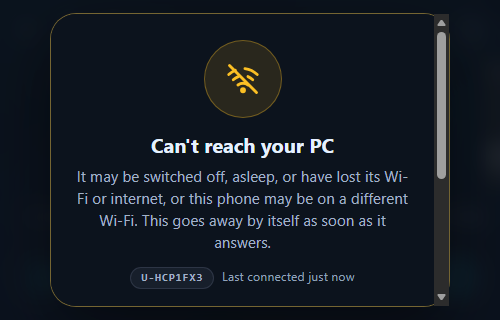 Can't reach your PC
It may be switched off, asleep, or have lost its Wi-
Fi or internet, or this phone may be on a different
Wi-Fi. This goes away by itself as soon as it
answers.
U-HCP1FX3 Last connected just now